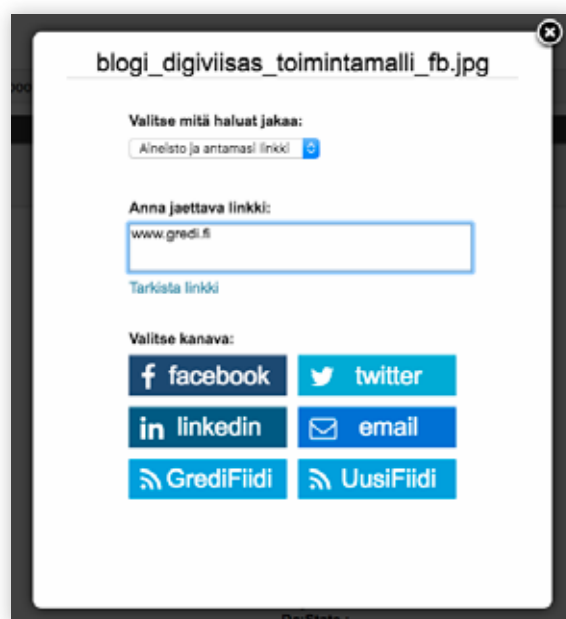 blogi_digiviisas_toimintamalli_fb.jpg
Valitse mitä haluat jakaa:
Aineisto ja antamasi linkki
Anna jaettava linkki:
www.gredi.fi
Tarkista linkki
Valitse kanava:
facebook twitter
linkedin email
GrediFiidi UusiFiidi